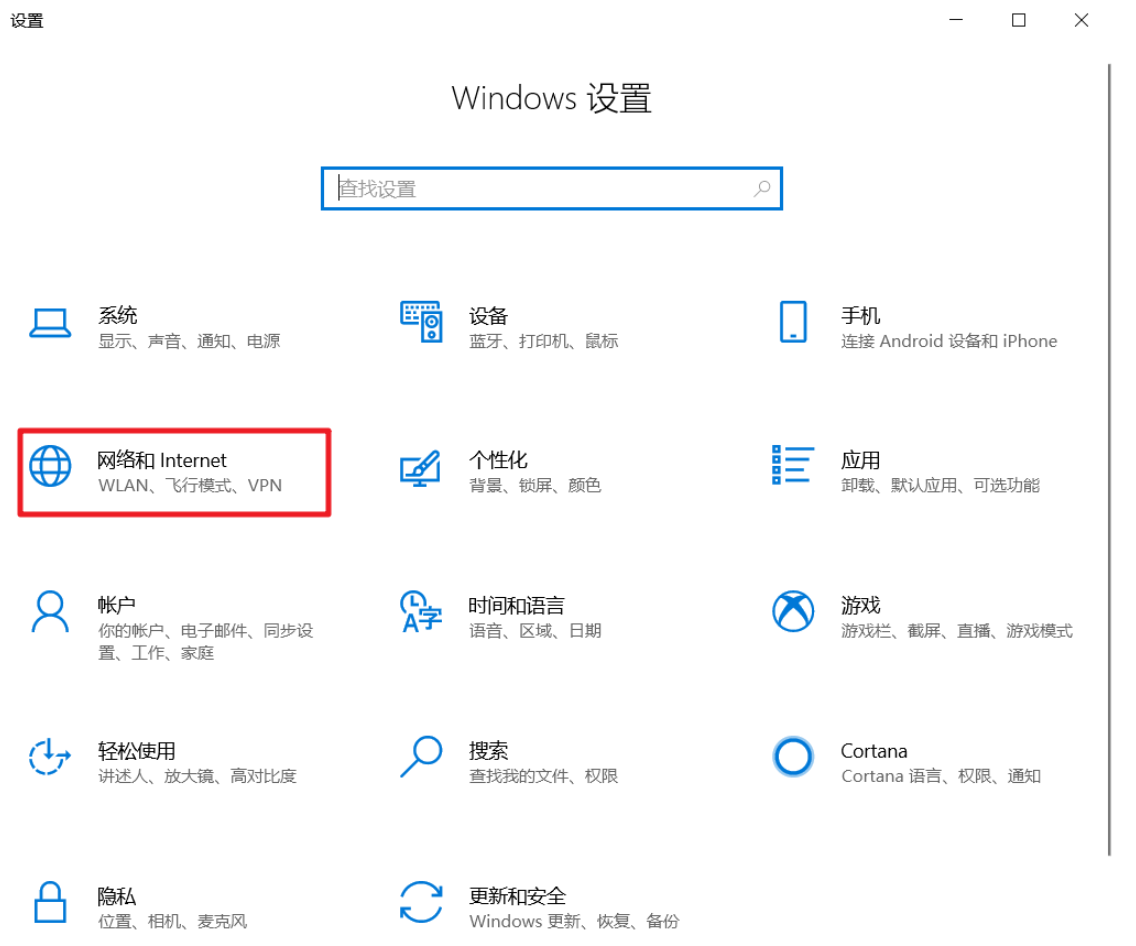 设置
Windows 设置
查找设置
系统
显示、声音、通知、电源
设备
蓝牙、打印机、鼠标
手机
连接 Android 设备和 iPhone
网络和 Internet
WLAN、飞行模式、VPN
个性化
背景、锁屏、颜色
应用
卸载、默认应用、可选功能
帐户
你的帐户、电子邮件、同步设
置、工作、家庭
时间和语言
语音、区域、日期
游戏
游戏栏、截屏、直播、游戏模式
轻松使用
讲述人、放大镜、高对比度
搜索
查找我的文件、权限
Cortana
Cortana 语言、权限、通知
隐私
位置、相机、麦克风
更新和安全
Windows 更新、恢复、备份